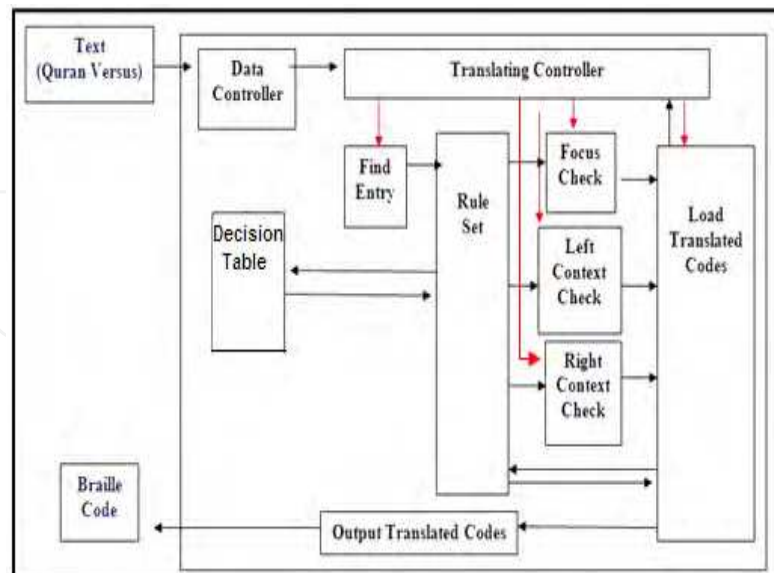 Text
(Quran Versus)
Data
Controller
Translating Controller
Find
Entry
Rule
Set
Focus
Check
Load
Translated
Codes
Decision
Table
Left
Context
Check
Right
Context
Check
Braille
Code
Output Translated Codes